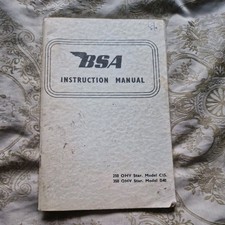 BSA
INSTRUCTION MANUAL
250 OHV Star. Model C15.
350 OHV Star. Model B40.